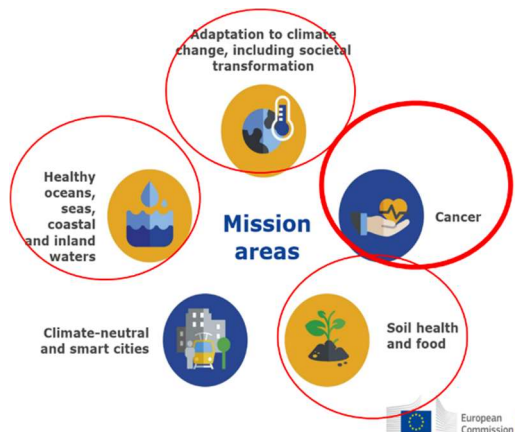 Adaptation to climate
change, including societal
transformation
Healthy
oceans,
seas,
coastal
and inland
waters
Mission
areas
Cancer
Climate-neutral
and smart cities
Soil health
and food
European
Commission